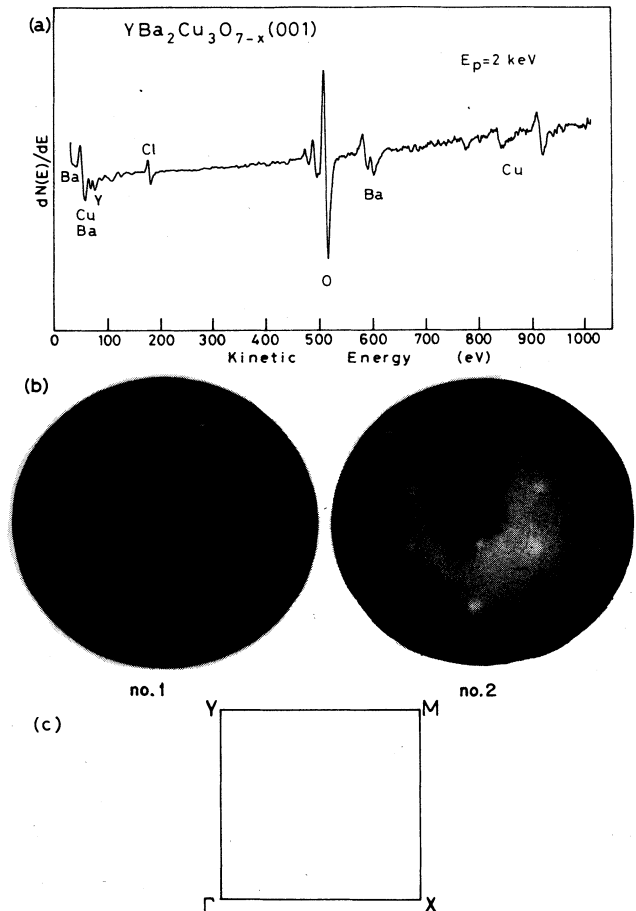 (a)
YBa2Cu3O7-x(001)
Ep=2 keV
dN(E)/dE
Ba
Cu
Ba
Y
Cl
O
Ba
Cu
0 100 200 300 400 500 600 700 800 900 1000
Kinetic Energy (eV)
(b)
no.1 no.2
(c)
Y M
Γ X